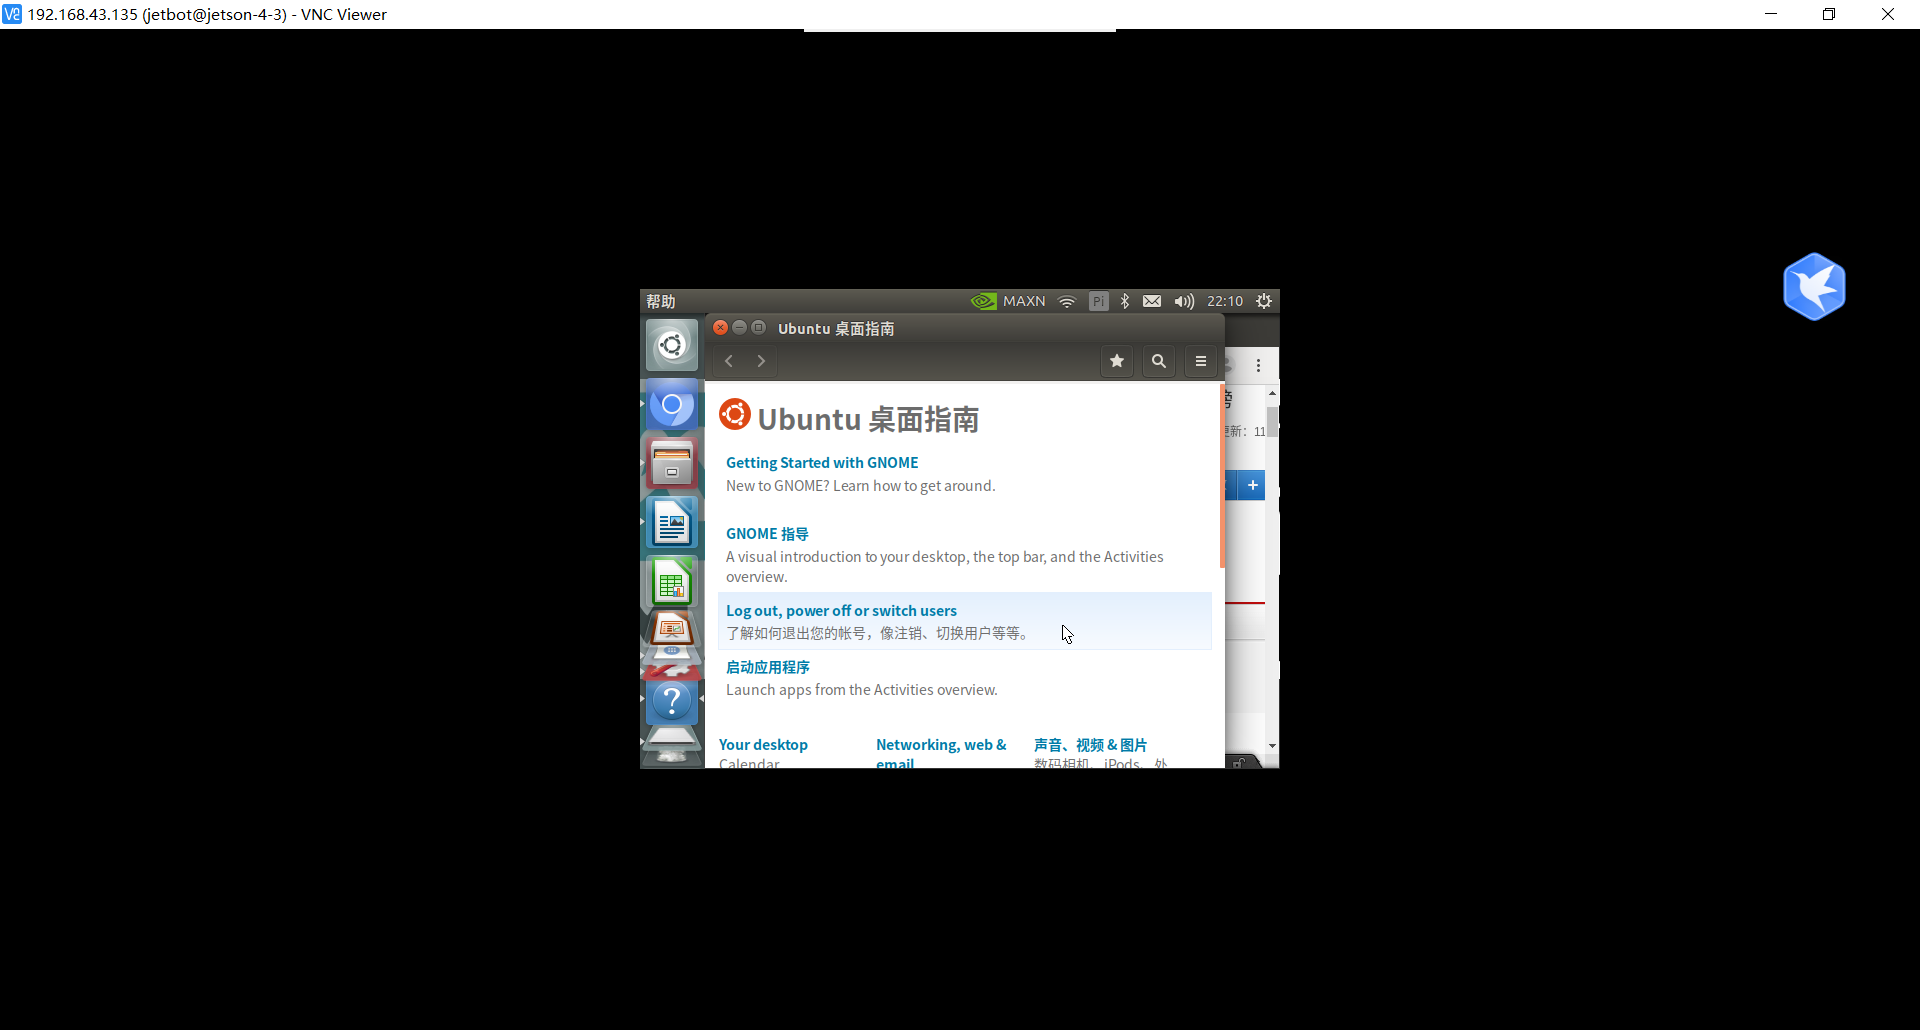 192.168.43.135 (jetbot@jetson-4-3) - VNC Viewer
帮助
MAXN
Pi
22:10
Ubuntu 桌面指南
Ubuntu 桌面指南
Getting Started with GNOME
New to GNOME? Learn how to get around.
GNOME 指导
A visual introduction to your desktop, the top bar, and the Activities
overview.
Log out, power off or switch users
了解如何退出您的帐号，像注销、切换用户等等。
启动应用程序
Launch apps from the Activities overview.
Your desktop
Calendar
Networking, web &
email
声音、视频 & 图片
数码相机、iPods、外
新：11